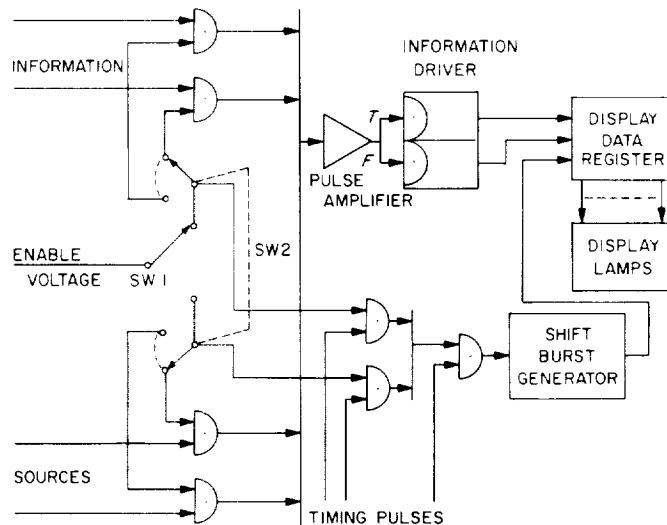 INFORMATION
INFORMATION
DRIVER
T
F
PULSE
AMPLIFIER
DISPLAY
DATA
REGISTER
DISPLAY
LAMPS
ENABLE
VOLTAGE
SW 1
SW2
SHIFT
BURST
GENERATOR
SOURCES
TIMING PULSES